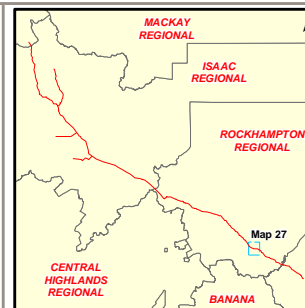 MACKAY
REGIONAL
ISAAC
REGIONAL
ROCKHAMPTON
REGIONAL
Map 27
CENTRAL
HIGHLANDS
REGIONAL
BANANA